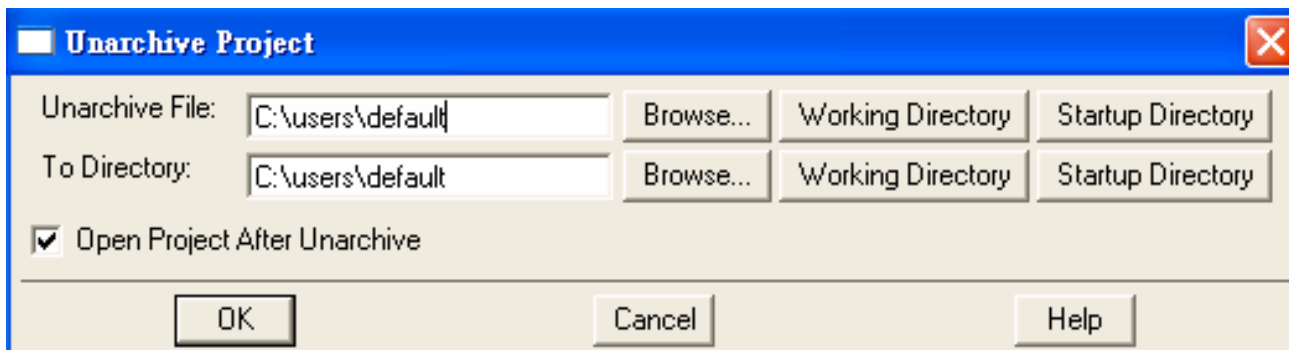 Unarchive Project
Unarchive File: C:\users\default Browse... Working Directory Startup Directory
To Directory: C:\users\default Browse... Working Directory Startup Directory
Open Project After Unarchive
OK Cancel Help